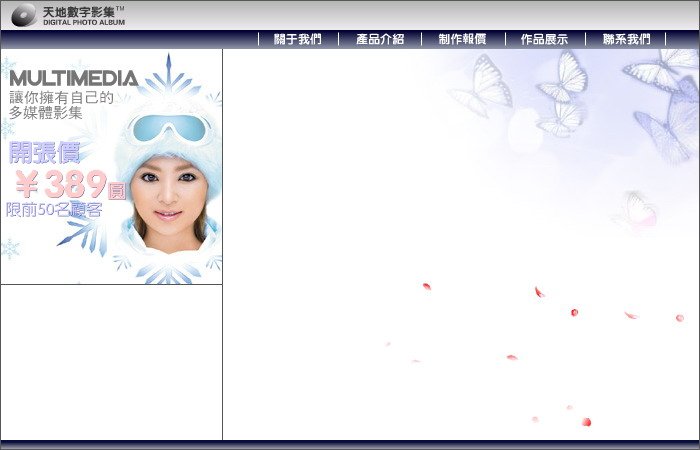 天地數字影集™
DIGITAL PHOTO ALBUM
關于我們 產品介紹 制作報價 作品展示 聯系我們
MULTIMEDIA
讓你擁有自己的
多媒體影集
開張價
￥389圓
限前50名顧客